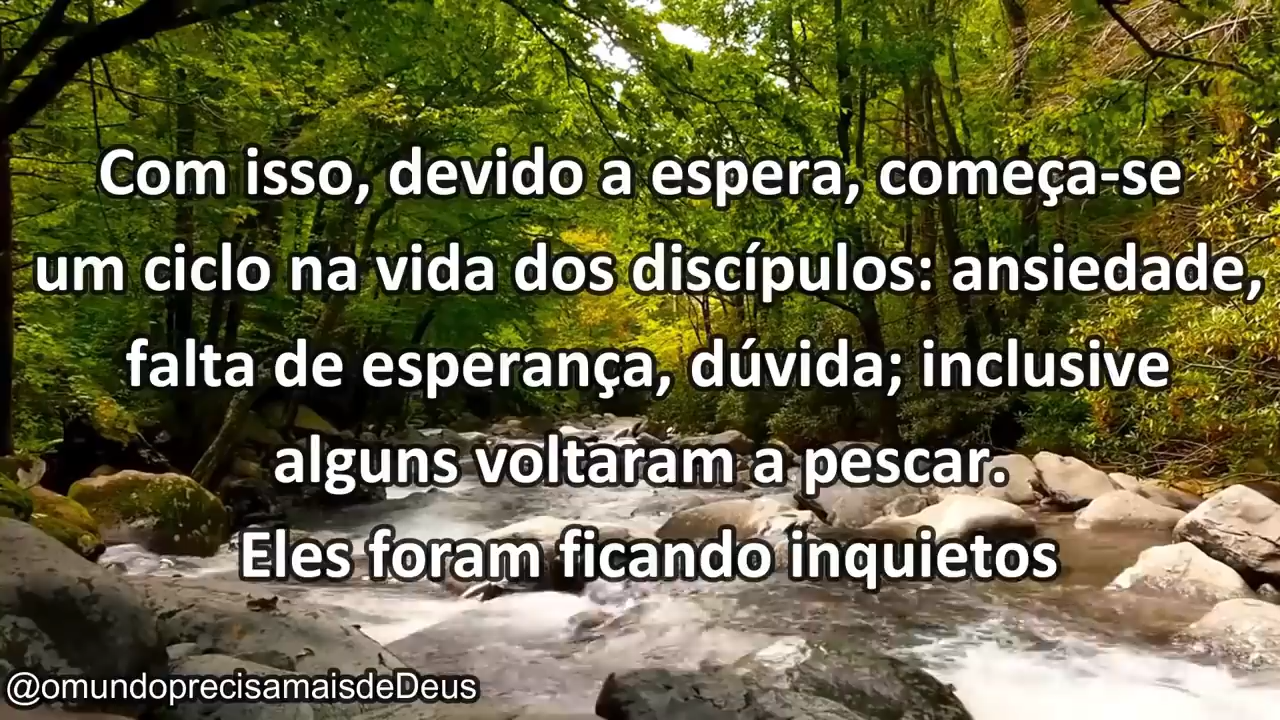 Com isso, devido a espera, começa-se
um ciclo na vida dos discípulos: ansiedade,
falta de esperança, dúvida; inclusive
alguns voltaram a pescar.
Eles foram ficando inquietos
@omundoprecisamaisdeDeus